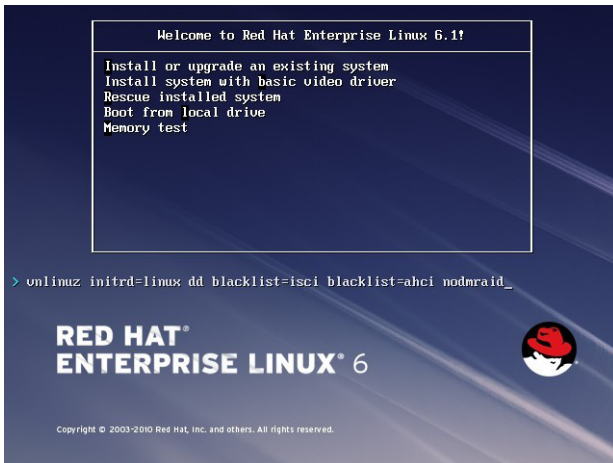 Welcome to Red Hat Enterprise Linux 6.1!
Install or upgrade an existing system
Install system with basic video driver
Rescue installed system
Boot from local drive
Memory test
> vmlinuz initrd=linux dd blacklist=isci blacklist=ahci nodmraid_
RED HAT®
ENTERPRISE LINUX® 6
Copyright © 2003-2010 Red Hat, Inc. and others. All rights reserved.